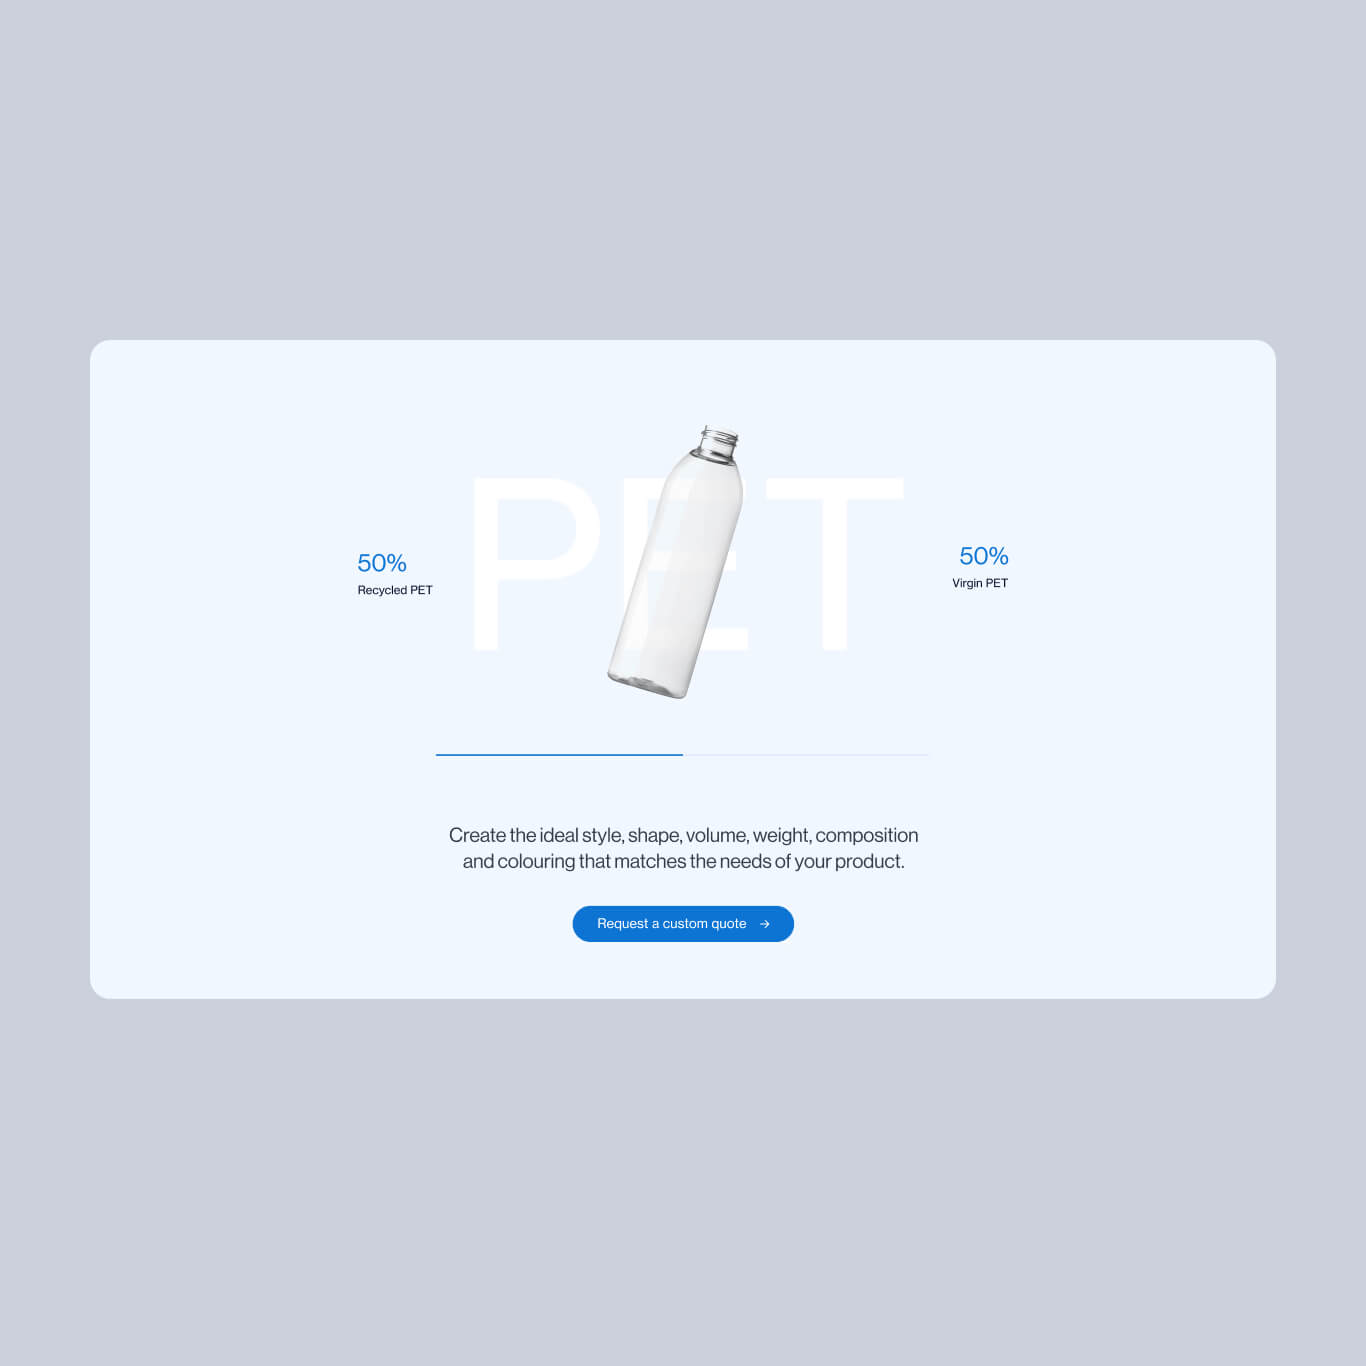 PET
50%
Recycled PET
50%
Virgin PET
Create the ideal style, shape, volume, weight, composition
and colouring that matches the needs of your product.
Request a custom quote →